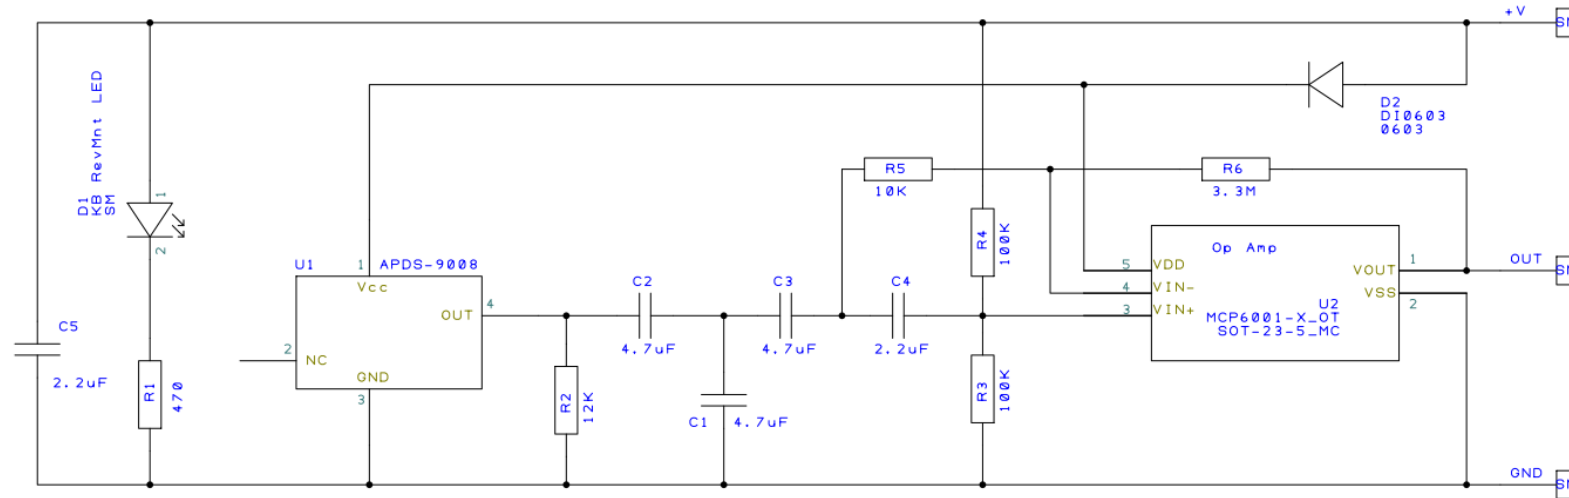 +V
D2
DI0603
0603
D1
KB RevMnt LED
SM
1
2
R5
10K
R6
3.3M
R4
100K
Op Amp
U1
1
APDS-9008
Vcc
5
VDD
VOUT
1
OUT
4
VIN-
VSS
2
3
VIN+
U2
MCP6001-X_OT
SOT-23-5_MC
OUT
4
C2
4.7uF
C3
4.7uF
C4
2.2uF
C5
2.2uF
2
NC
GND
3
R1
470
R2
12K
C1
4.7uF
R3
100K
GND